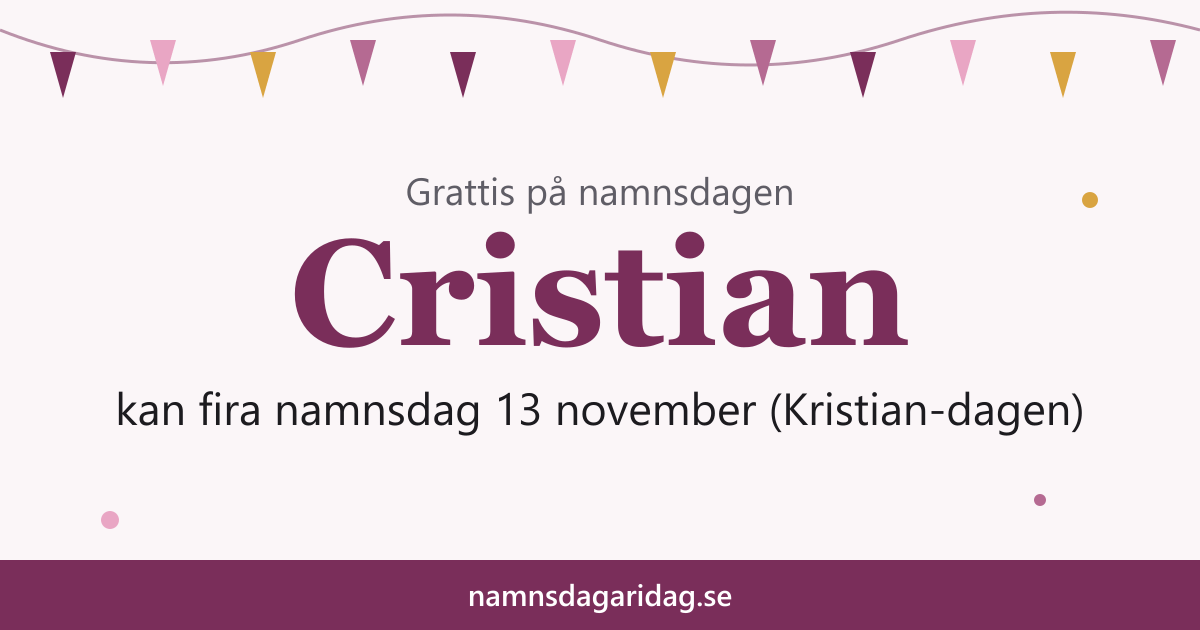 Grattis på namnsdagen
Cristian
kan fira namnsdag 13 november (Kristian-dagen)
namnsdagaridag.se